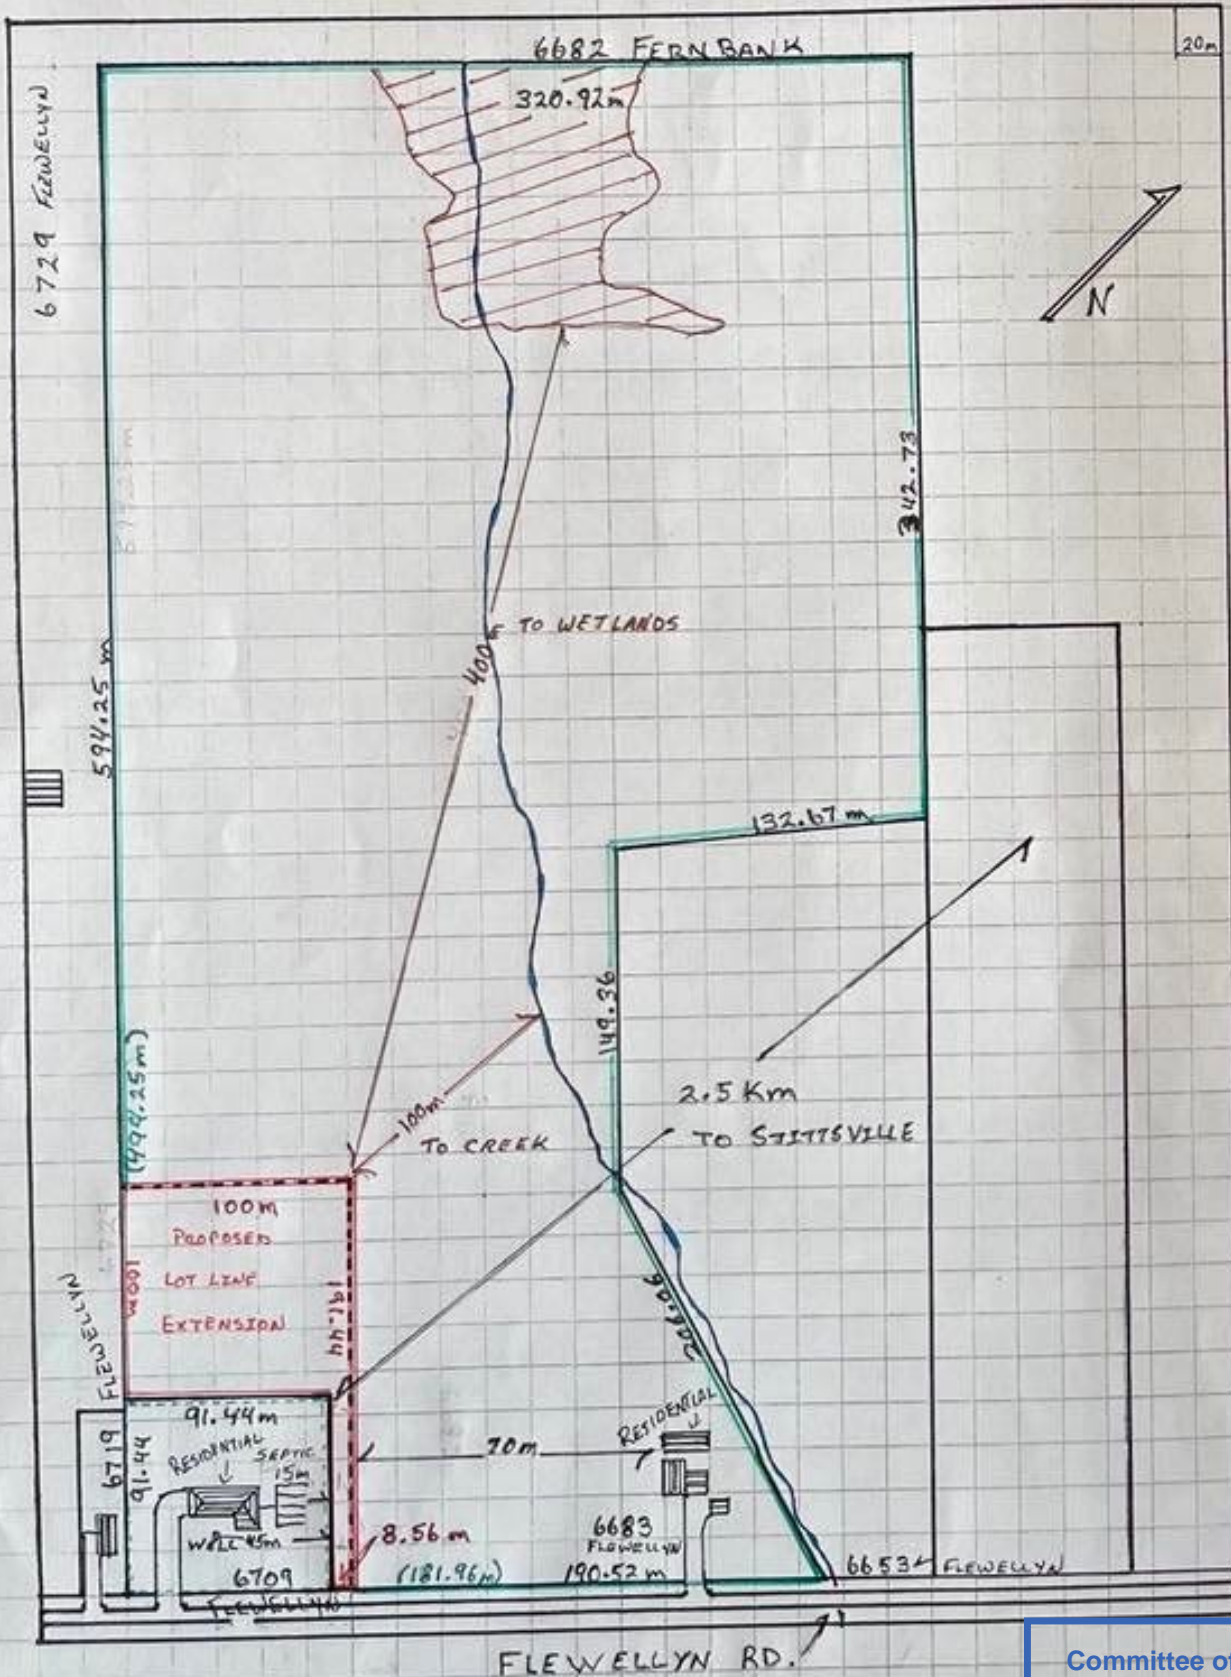 6682 FERNBANK
20m
320.92m
6729 FLEWELLYN
N
342.73
594.25 m
400m TO WETLANDS
132.67 m
149.36
(494.25m)
2.5 Km
TO STITTSVILLE
100m
TO CREEK
100m
PROPOSED
LOT LINE
EXTENSION
100m
191.44
FLEWELLYN
6719
91.44m
91.44
RESIDENTIAL
SEPTIC
15m
WELL 45m
6709
FLEWELLYN
70m
RESIDENTIAL
8.56 m
(181.96m)
6683
FLEWELLYN
190.52 m
6653 FLEWELLYN
FLEWELLYN RD.
Committee o